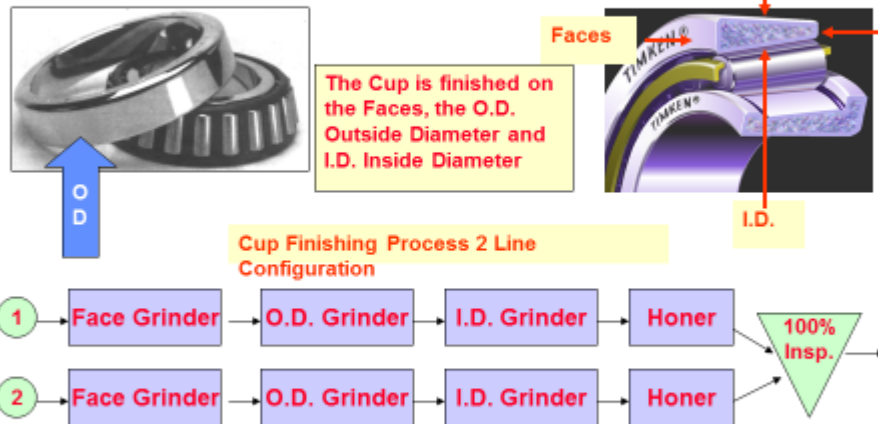 Faces
TIMKEN®
TIMKEN®
The Cup is finished on
the Faces, the O.D.
Outside Diameter and
I.D. Inside Diameter
O
D
I.D.
Cup Finishing Process 2 Line
Configuration
1 Face Grinder O.D. Grinder I.D. Grinder Honer
100%
Insp.
2 Face Grinder O.D. Grinder I.D. Grinder Honer